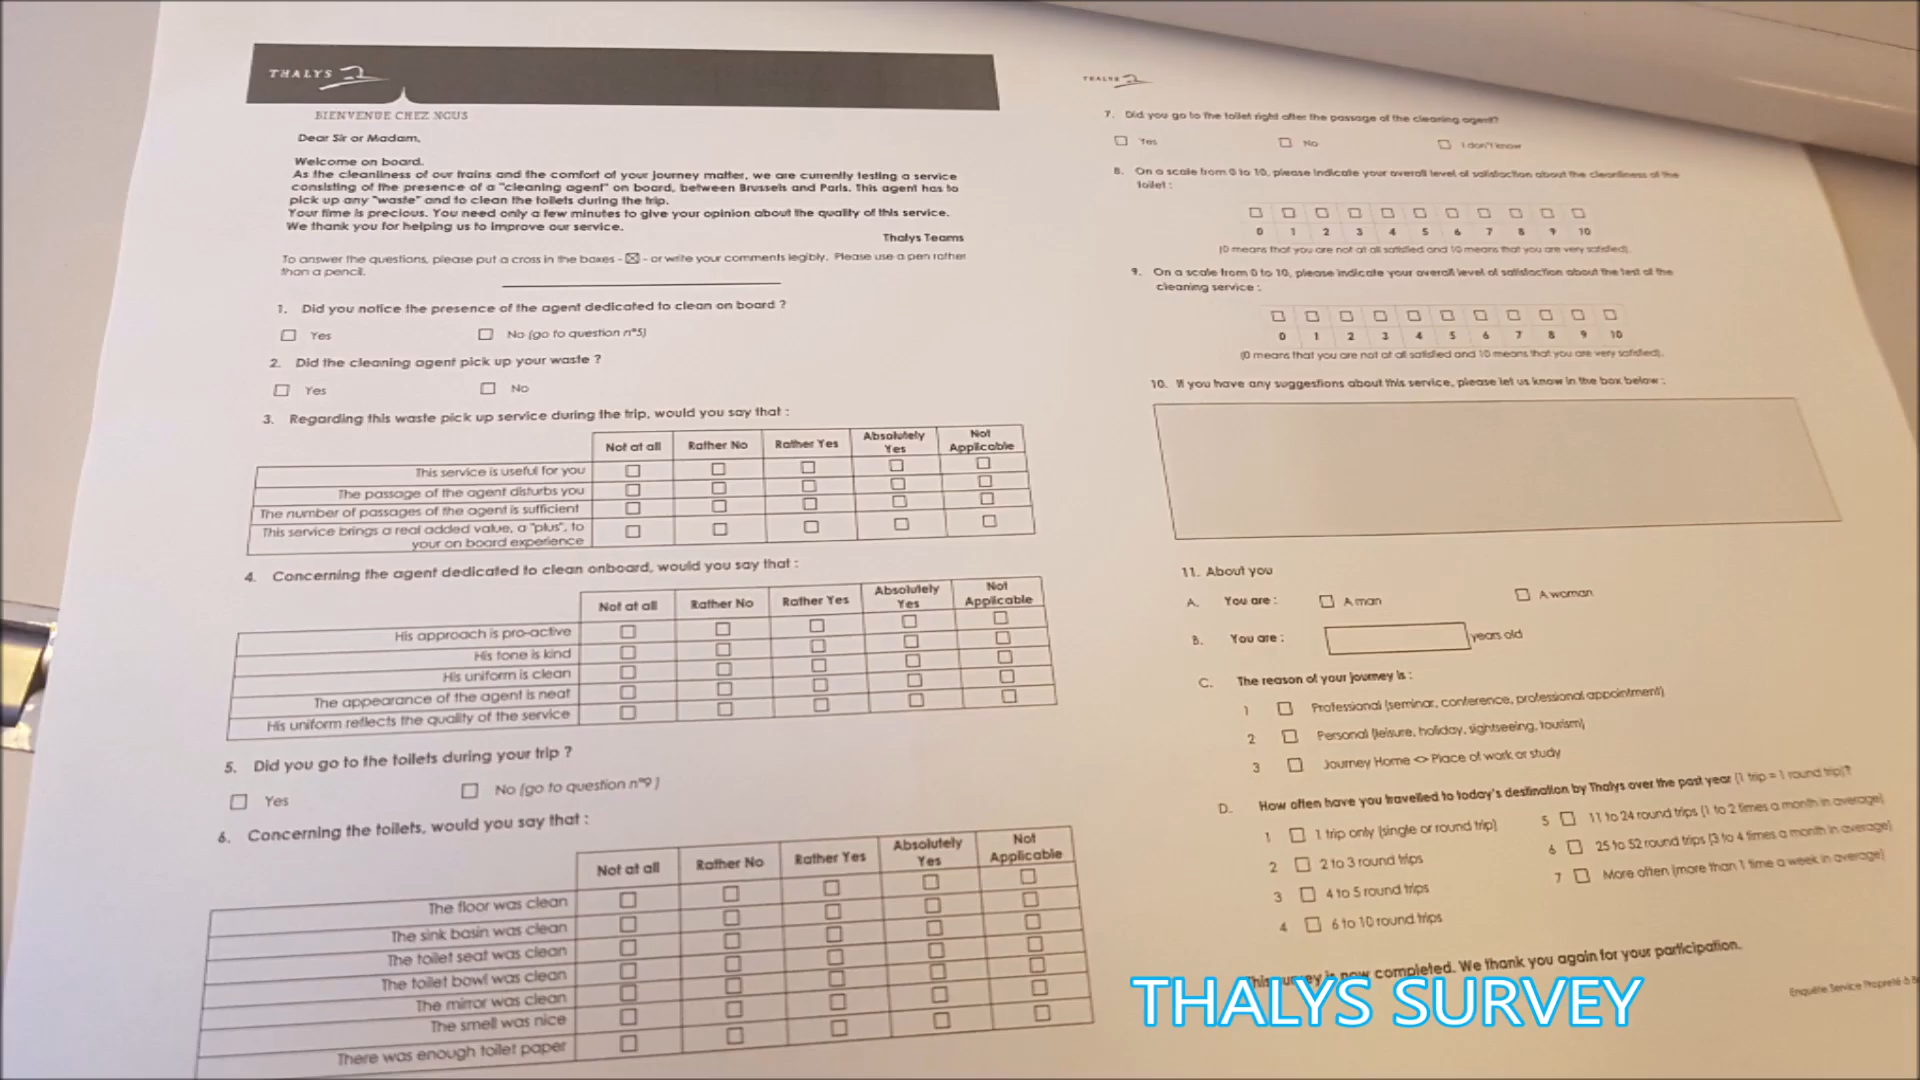 THALYS
BIENVENUE CHEZ NOUS
Dear Sir or Madam,
Welcome on board.
As the cleanliness of our trains and the comfort of your journey matter, we are currently testing a service
consisting of the presence of a "cleaning agent" on board, between Brussels and Paris. This agent has to
pick up any "waste" and to clean the toilets during the trip.
Your time is precious. You need only a few minutes to give your opinion about the quality of this service.
We thank you for helping us to improve our service.
Thalys Teams
To answer the questions, please put a cross in the boxes - ☒ - or write your comments legibly. Please use a pen rather
than a pencil.
1. Did you notice the presence of the agent dedicated to clean on board ?
☐ Yes ☐ No (go to question n°5)
2. Did the cleaning agent pick up your waste ?
☐ Yes ☐ No
3. Regarding this waste pick up service during the trip, would you say that :
Not at all Rather No Rather Yes Absolutely Yes Not Applicable
This service is useful for you
The passage of the agent disturbs you
The number of passages of the agent is sufficient
This service brings a real added value, a "plus", to
your on board experience
4. Concerning the agent dedicated to clean onboard, would you say that :
Not at all Rather No Rather Yes Absolutely Yes Not Applicable
His approach is pro-active
His tone is kind
His uniform is clean
The appearance of the agent is neat
His uniform reflects the quality of the service
5. Did you go to the toilets during your trip ?
☐ Yes ☐ No (go to question n°9 )
6. Concerning the toilets, would you say that :
Not at all Rather No Rather Yes Absolutely Yes Not Applicable
The floor was clean
The sink basin was clean
The toilet seat was clean
The toilet bowl was clean
The mirror was clean
The smell was nice
There was enough toilet paper
THALYS
7. Did you go to the toilet right after the passage of the cleaning agent?
☐ Yes ☐ No ☐ I don't know
8. On a scale from 0 to 10, please indicate your overall level of satisfaction about the cleanliness of the
toilet :
0 1 2 3 4 5 6 7 8 9 10
(0 means that you are not at all satisfied and 10 means that you are very satisfied).
9. On a scale from 0 to 10, please indicate your overall level of satisfaction about the test of the
cleaning service :
0 1 2 3 4 5 6 7 8 9 10
(0 means that you are not at all satisfied and 10 means that you are very satisfied).
10. If you have any suggestions about this service, please let us know in the box below :
11. About you
A. You are : ☐ A man ☐ A woman
B. You are : years old
C. The reason of your journey is :
1 ☐ Professional (seminar, conference, professional appointment)
2 ☐ Personal (leisure, holiday, sightseeing, tourism)
3 ☐ Journey Home <> Place of work or study
D. How often have you travelled to today's destination by Thalys over the past year (1 trip = 1 round trip)?
1 ☐ 1 trip only (single or round trip)
2 ☐ 2 to 3 round trips
3 ☐ 4 to 5 round trips
4 ☐ 6 to 10 round trips
5 ☐ 11 to 24 round trips (1 to 2 times a month in average)
6 ☐ 25 to 52 round trips (3 to 4 times a month in average)
7 ☐ More often (more than 1 time a week in average)
This survey is now completed. We thank you again for your participation.
Enquête Service Propreté à
THALYS SURVEY